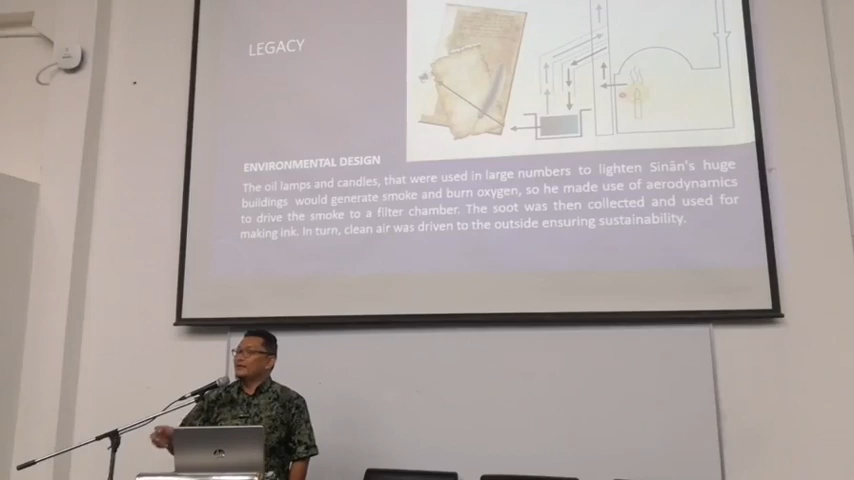 LEGACY
ENVIRONMENTAL DESIGN
The oil lamps and candles, that were used in large numbers to lighten Sinān's huge
buildings would generate smoke and burn oxygen, so he made use of aerodynamics
to drive the smoke to a filter chamber. The soot was then collected and used for
making ink. In turn, clean air was driven to the outside ensuring sustainability.
hp